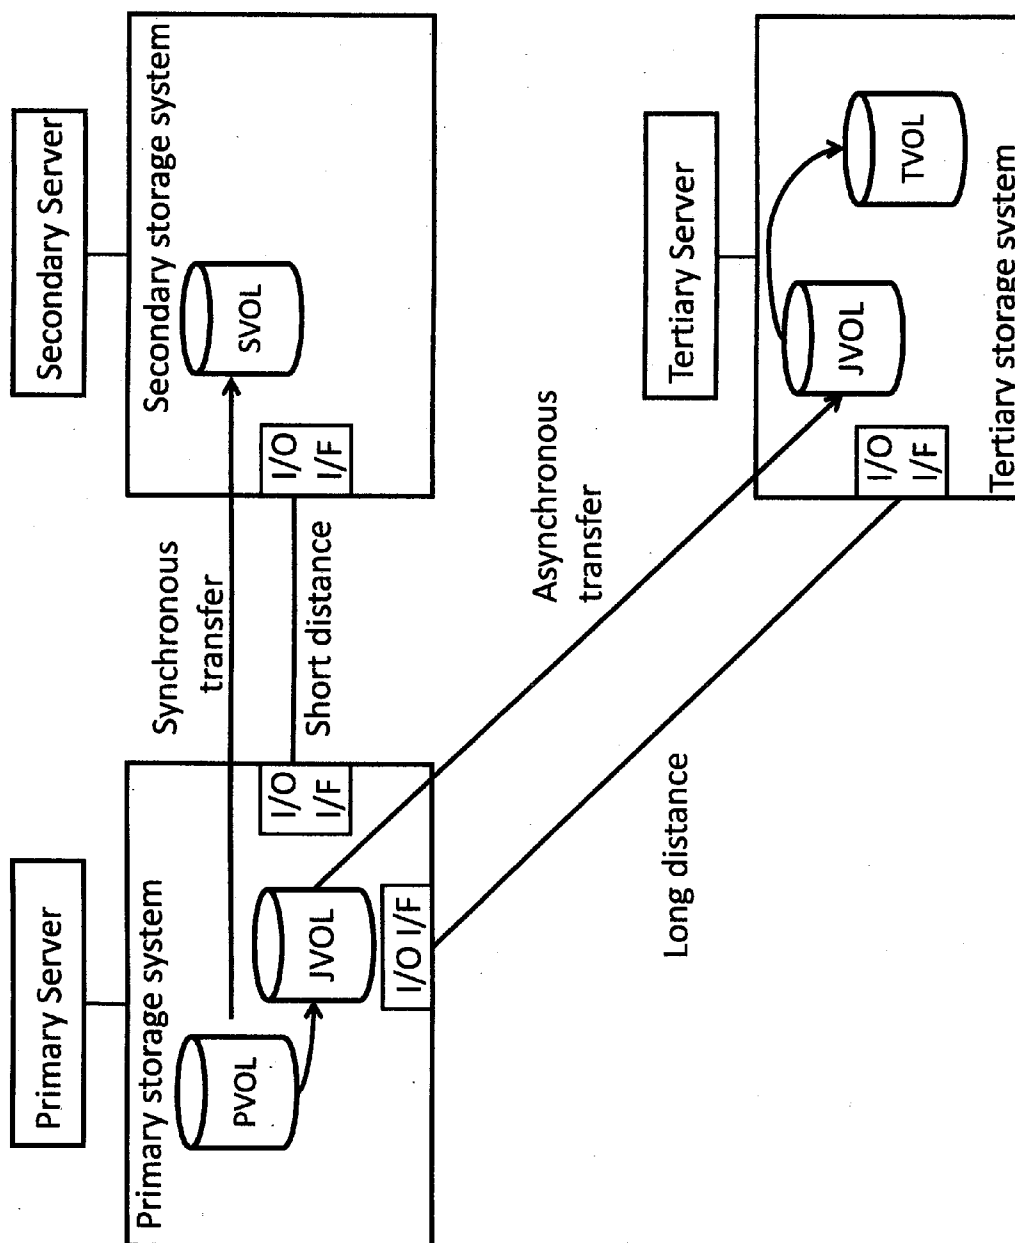 Primary Server
Primary storage system
PVOL
JVOL
I/O
I/F
I/O I/F
Synchronous
transfer
Short distance
Secondary Server
Secondary storage system
SVOL
I/O
I/F
Long distance
Asynchronous
transfer
Tertiary Server
JVOL
TVOL
I/O
I/F
Tertiary storage system